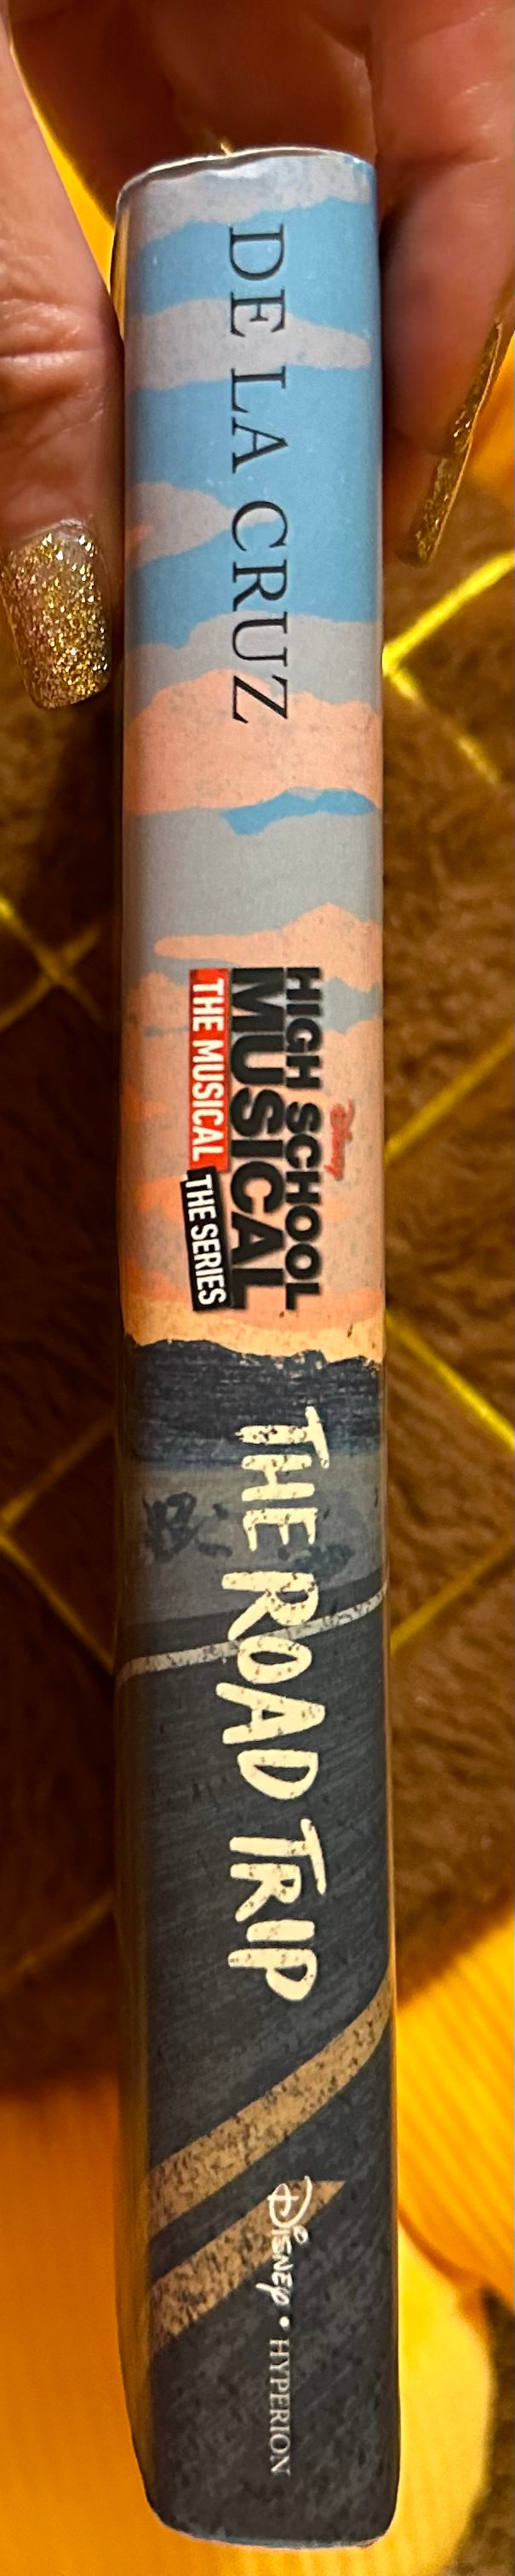 DE LA CRUZ
Disney
HIGH SCHOOL
MUSICAL
THE MUSICAL
THE SERIES
THE ROAD TRIP
Disney • HYPERION